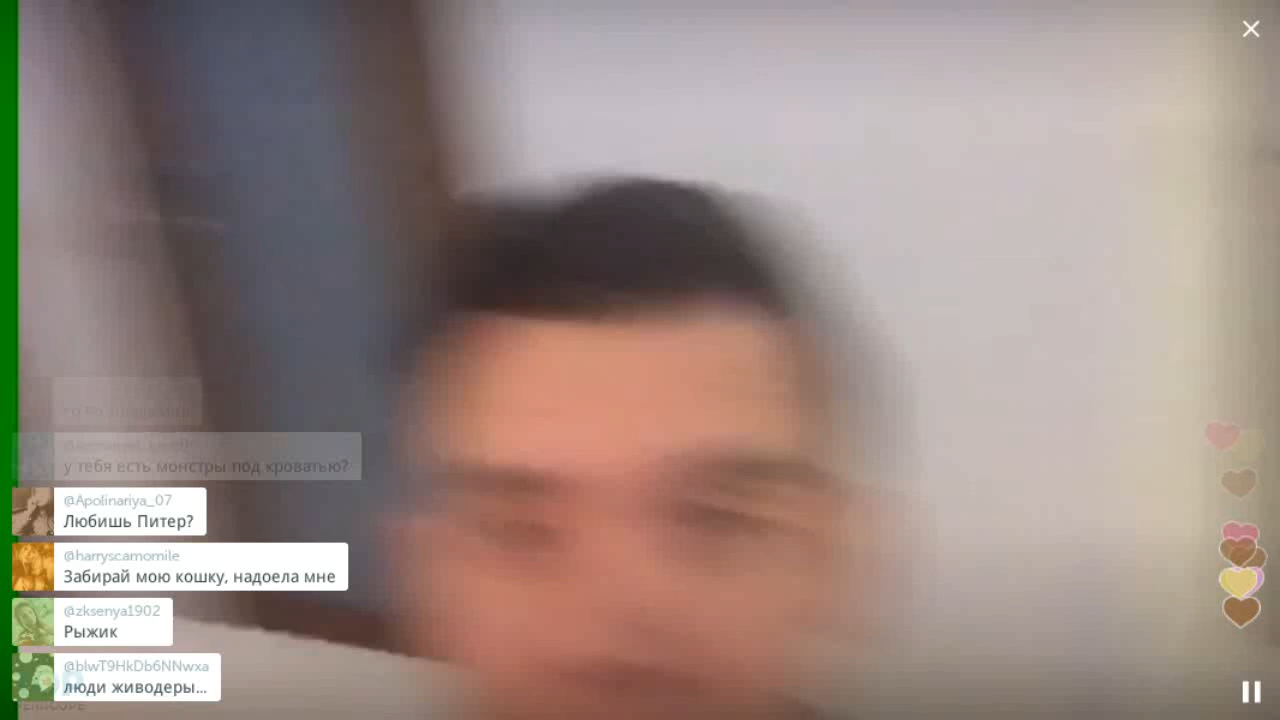 у тебя есть монстры под кроватью?
@Apolinariya_07
Любишь Питер?
@harryscamomile
Забирай мою кошку, надоела мне
@zksenya1902
Рыжик
@blwT9HkDb6NNwxa
люди живодеры...